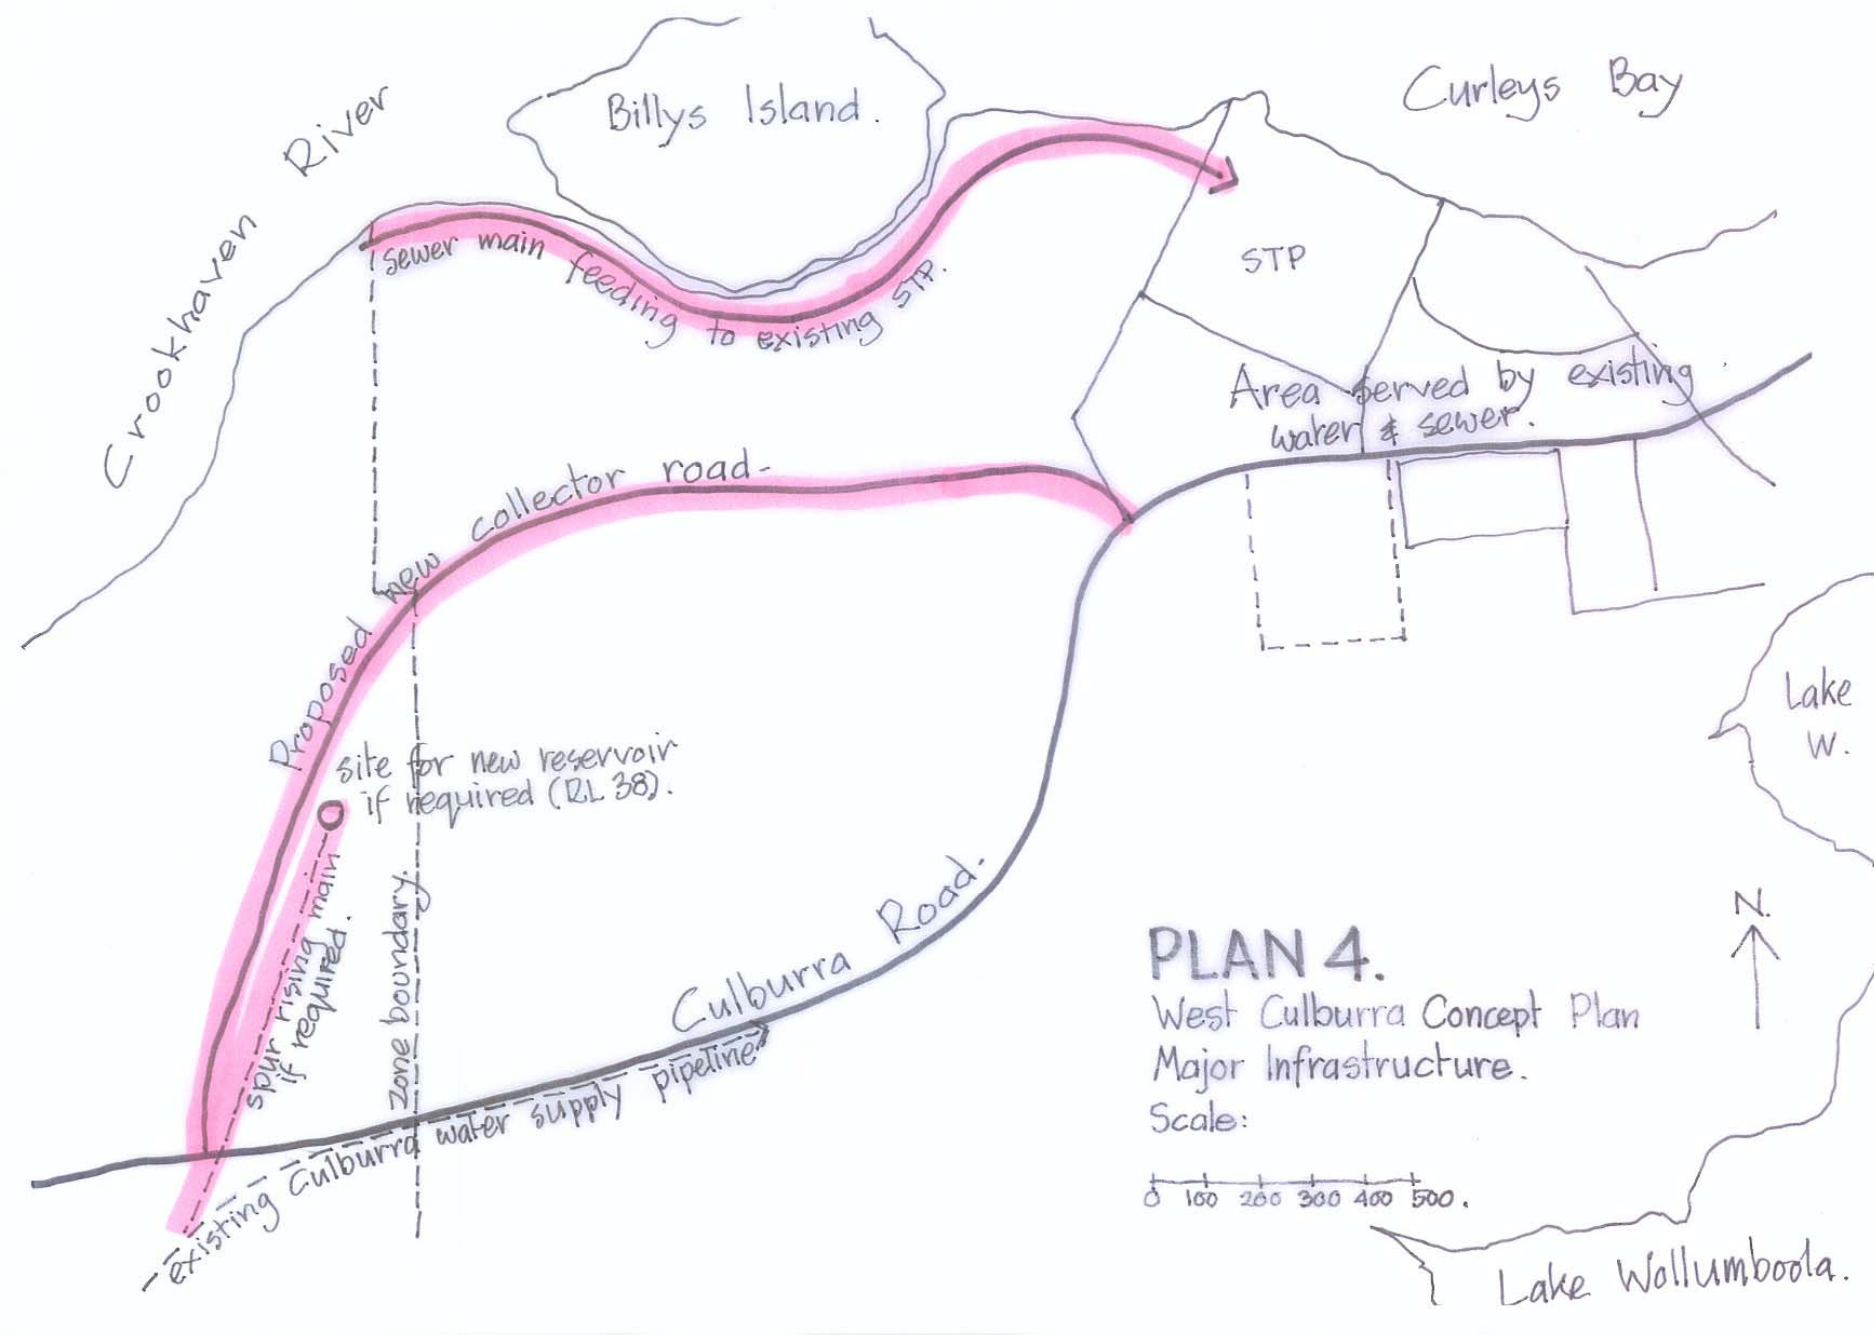 Billys Island.
Curleys Bay
Crookhaven River
sewer main feeding to existing STP.
STP
Area served by existing
water & sewer.
Proposed new collector road
Lake
W.
site for new reservoir
if required (RL 38).
spur rising main
if required.
zone boundary.
Culburra Road.
existing Culburra water supply pipeline
PLAN 4.
West Culburra Concept Plan
Major Infrastructure.
Scale:
0 100 200 300 400 500.
N.
Lake Wollumboola.